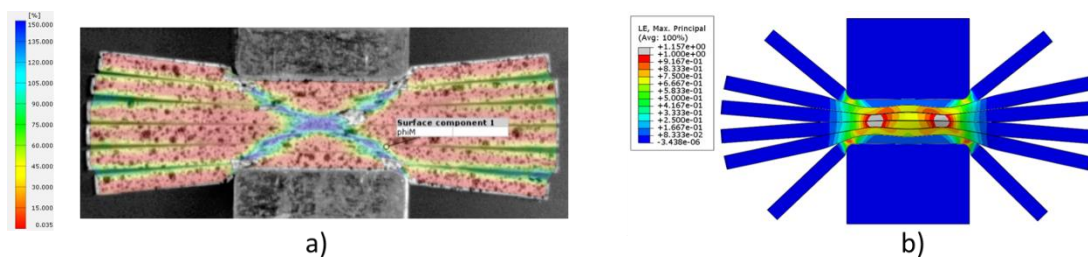 [%]
150.000
135.000
120.000
105.000
90.000
75.000
60.000
45.000
30.000
15.000
0.035
Surface component 1
phiM
a)
LE, Max. Principal
(Avg: 100%)
+1.157e+00
+1.000e+00
+9.167e-01
+8.333e-01
+7.500e-01
+6.667e-01
+5.833e-01
+5.000e-01
+4.167e-01
+3.333e-01
+2.500e-01
+1.667e-01
+8.333e-02
-3.438e-06
b)